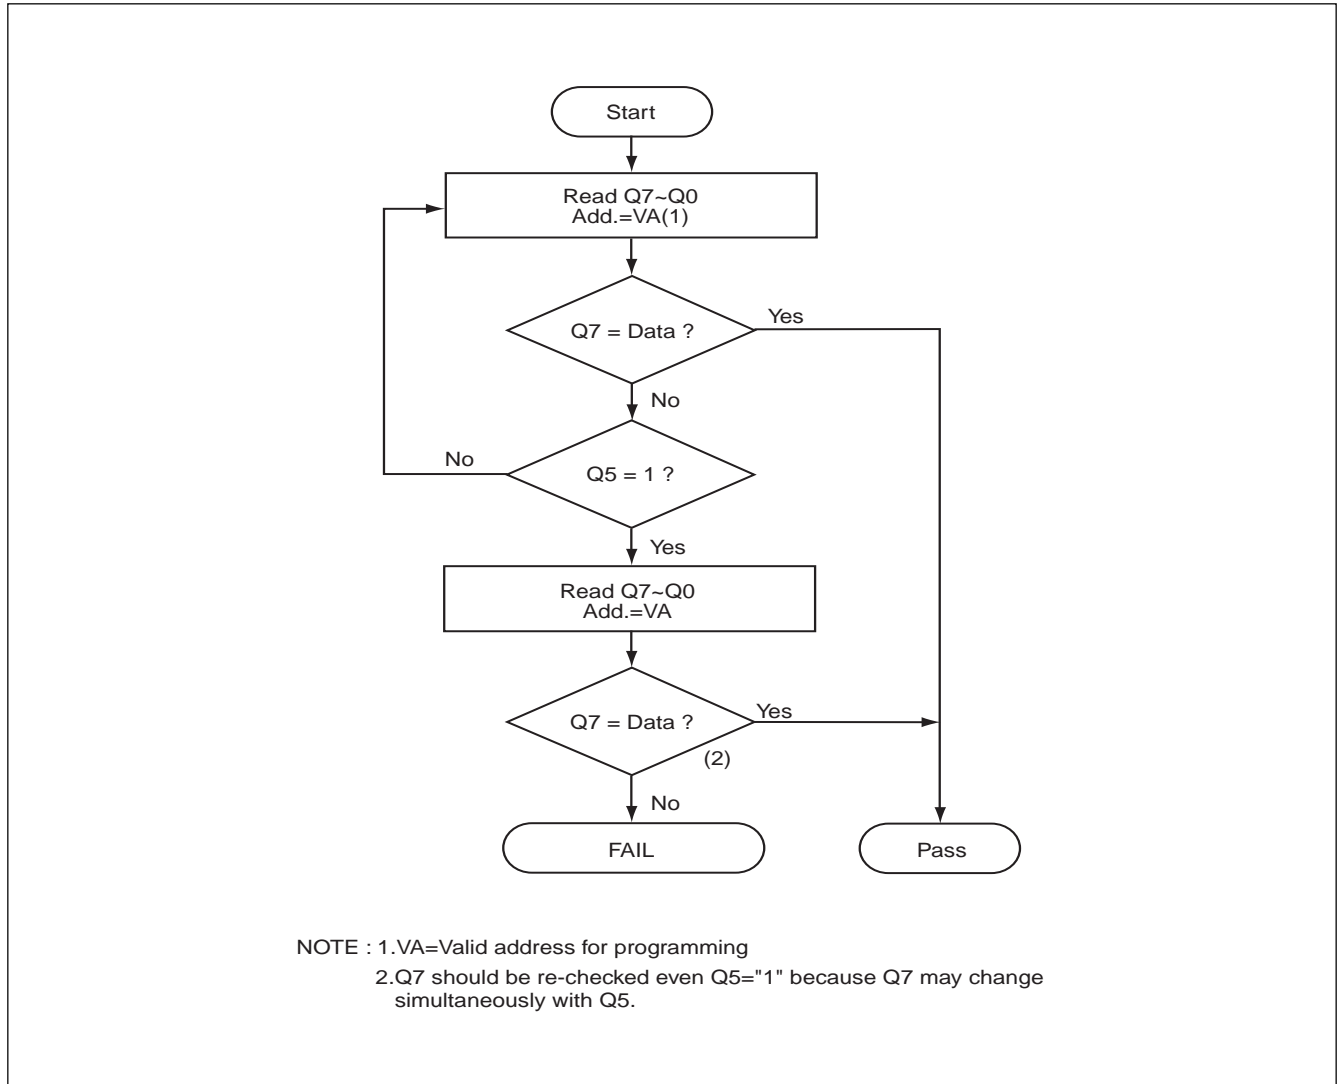 Start
Read Q7~Q0
Add.=VA(1)
Q7 = Data ?
Yes
No
No
Q5 = 1 ?
Yes
Read Q7~Q0
Add.=VA
Q7 = Data ?
Yes
(2)
No
FAIL
Pass
NOTE : 1.VA=Valid address for programming
2.Q7 should be re-checked even Q5="1" because Q7 may change
simultaneously with Q5.